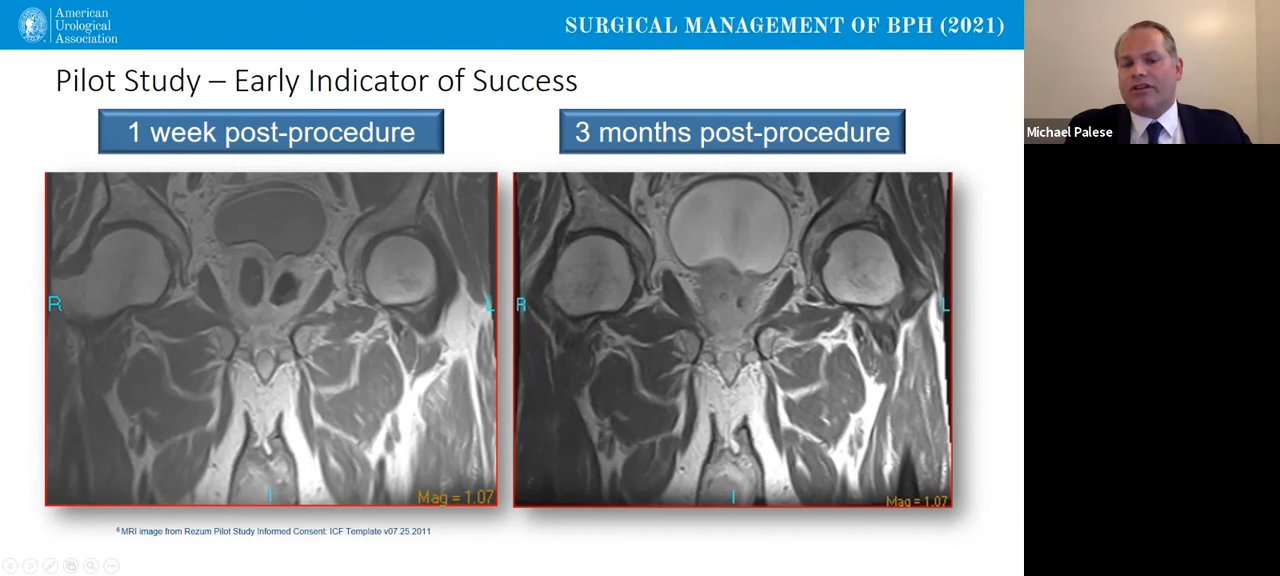 American
Urological
Association
SURGICAL MANAGEMENT OF BPH (2021)
Pilot Study – Early Indicator of Success
1 week post-procedure
3 months post-procedure
Michael Palese
R
L
R
L
I
Mag = 1.07
I
Mag = 1.07
6 MRI image from Rezum Pilot Study Informed Consent: ICF Template v07.25.2011